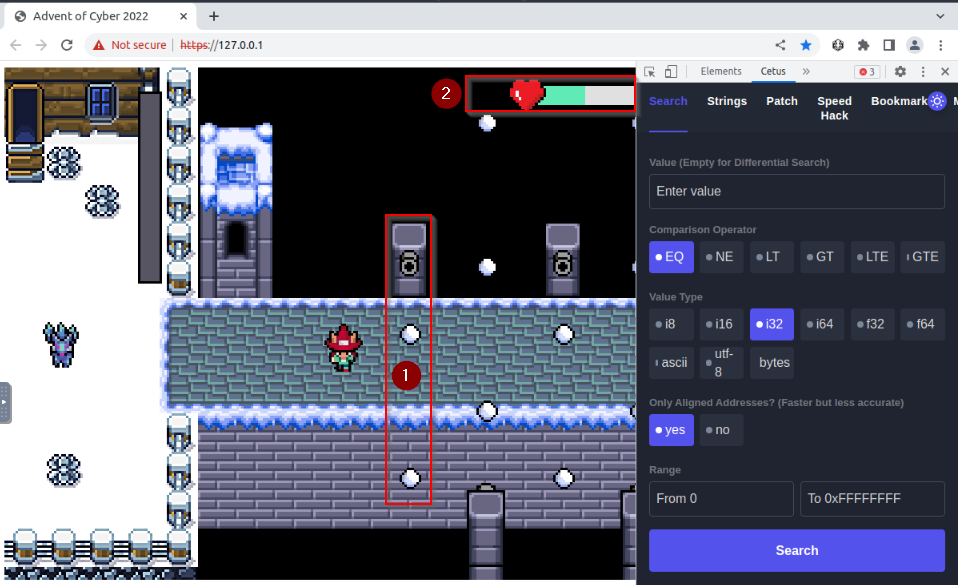 Advent of Cyber 2022
Not secure https://127.0.0.1
Elements Cetus 3
2
Search Strings Patch Speed Hack Bookmark M
Value (Empty for Differential Search)
Enter value
Comparison Operator
EQ NE LT GT LTE GTE
Value Type
i8 i16 i32 i64 f32 f64
ascii utf-8 bytes
1
Only Aligned Addresses? (Faster but less accurate)
yes no
Range
From 0 To 0xFFFFFFFF
Search